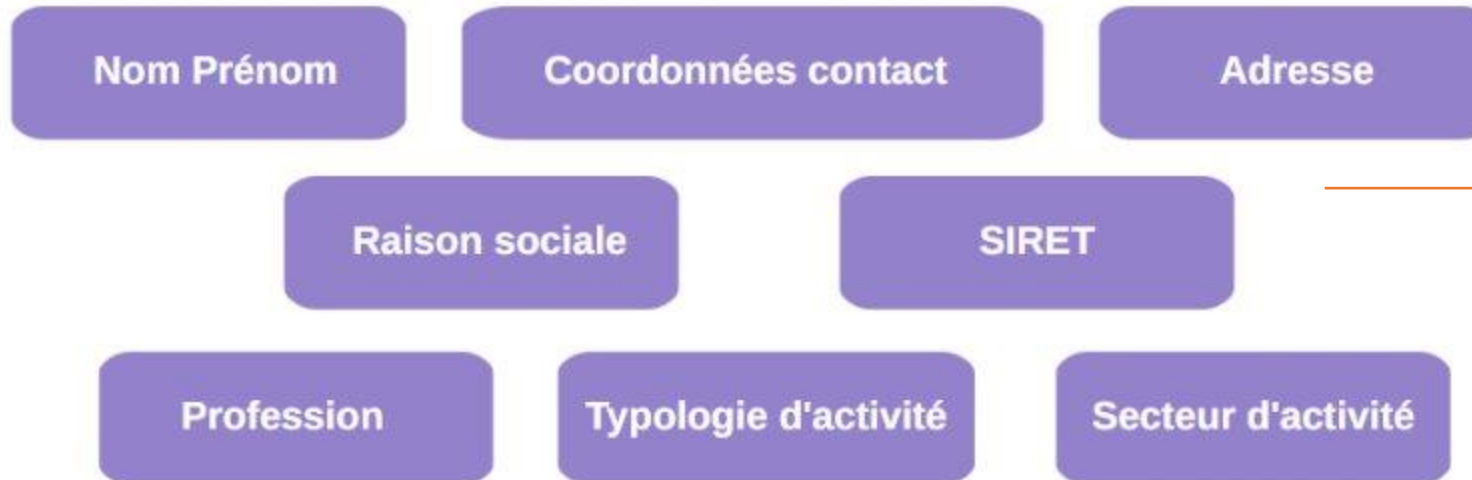 Nom Prénom
Coordonnées contact
Adresse
Raison sociale
SIRET
Profession
Typologie d'activité
Secteur d'activité